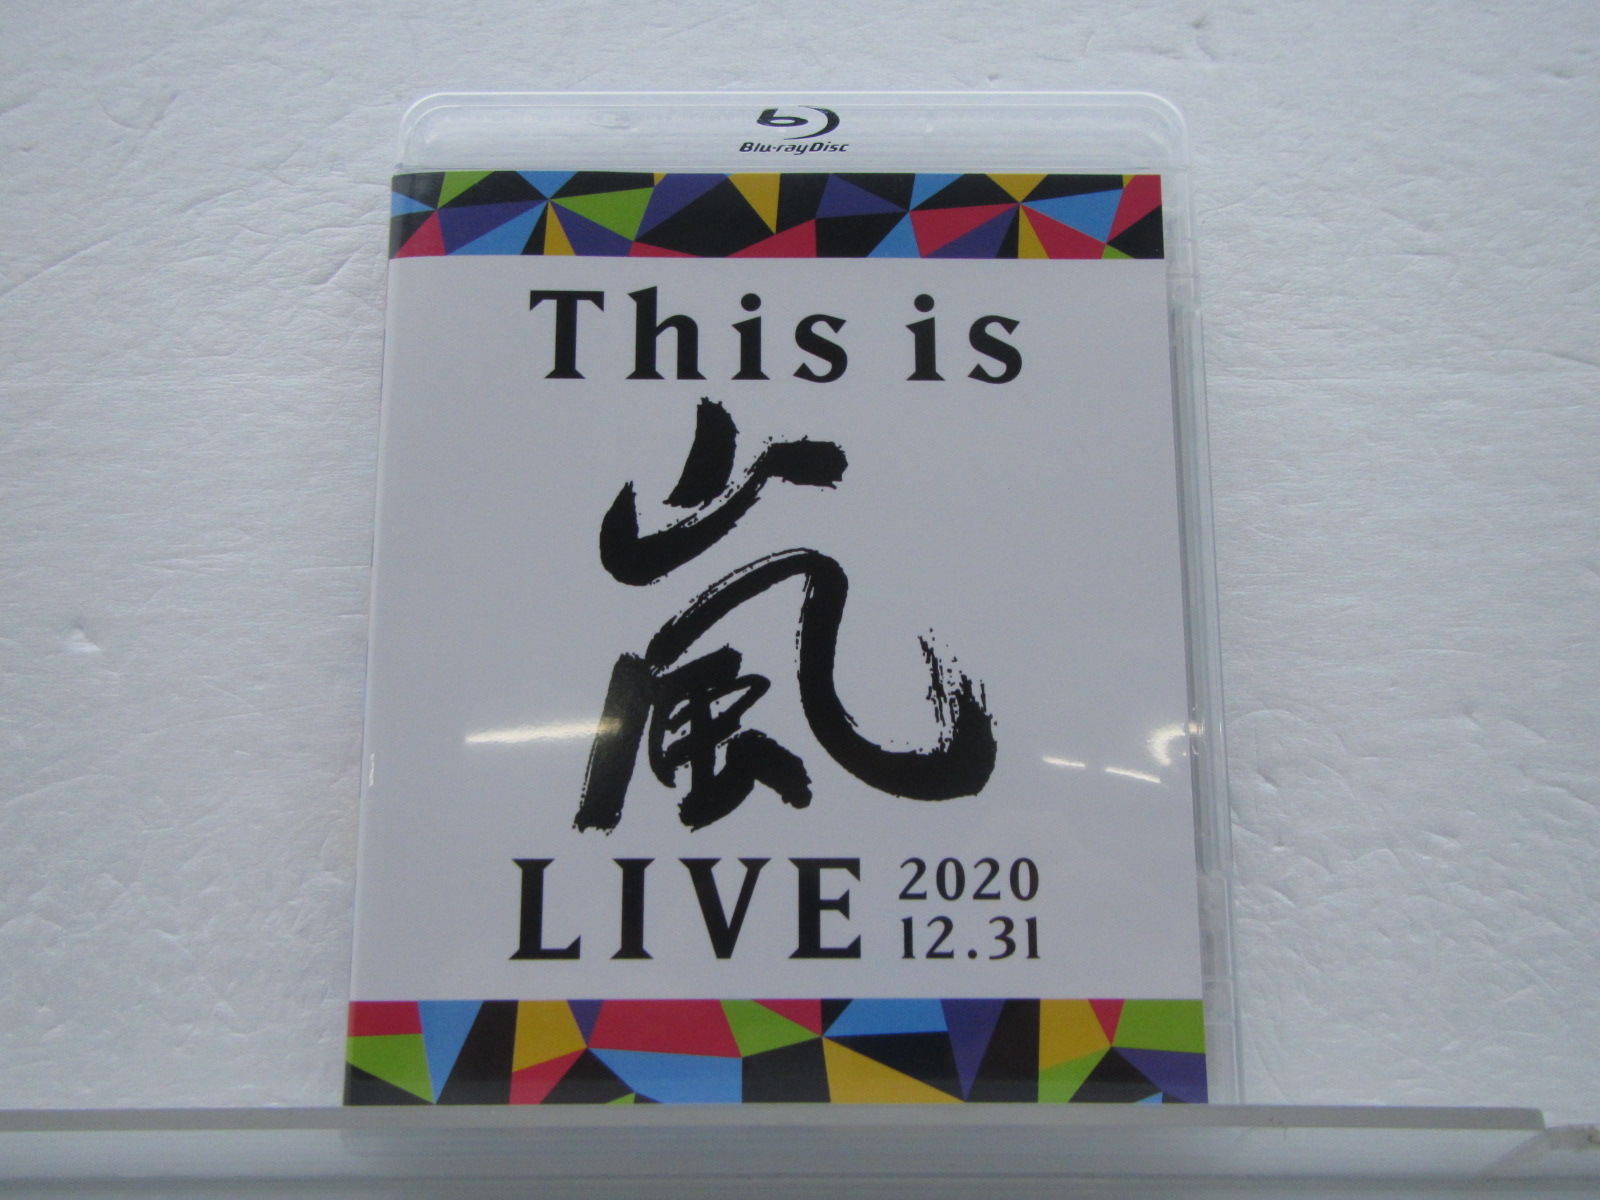 Blu-ray Disc
This is
嵐
LIVE 2020
12.31